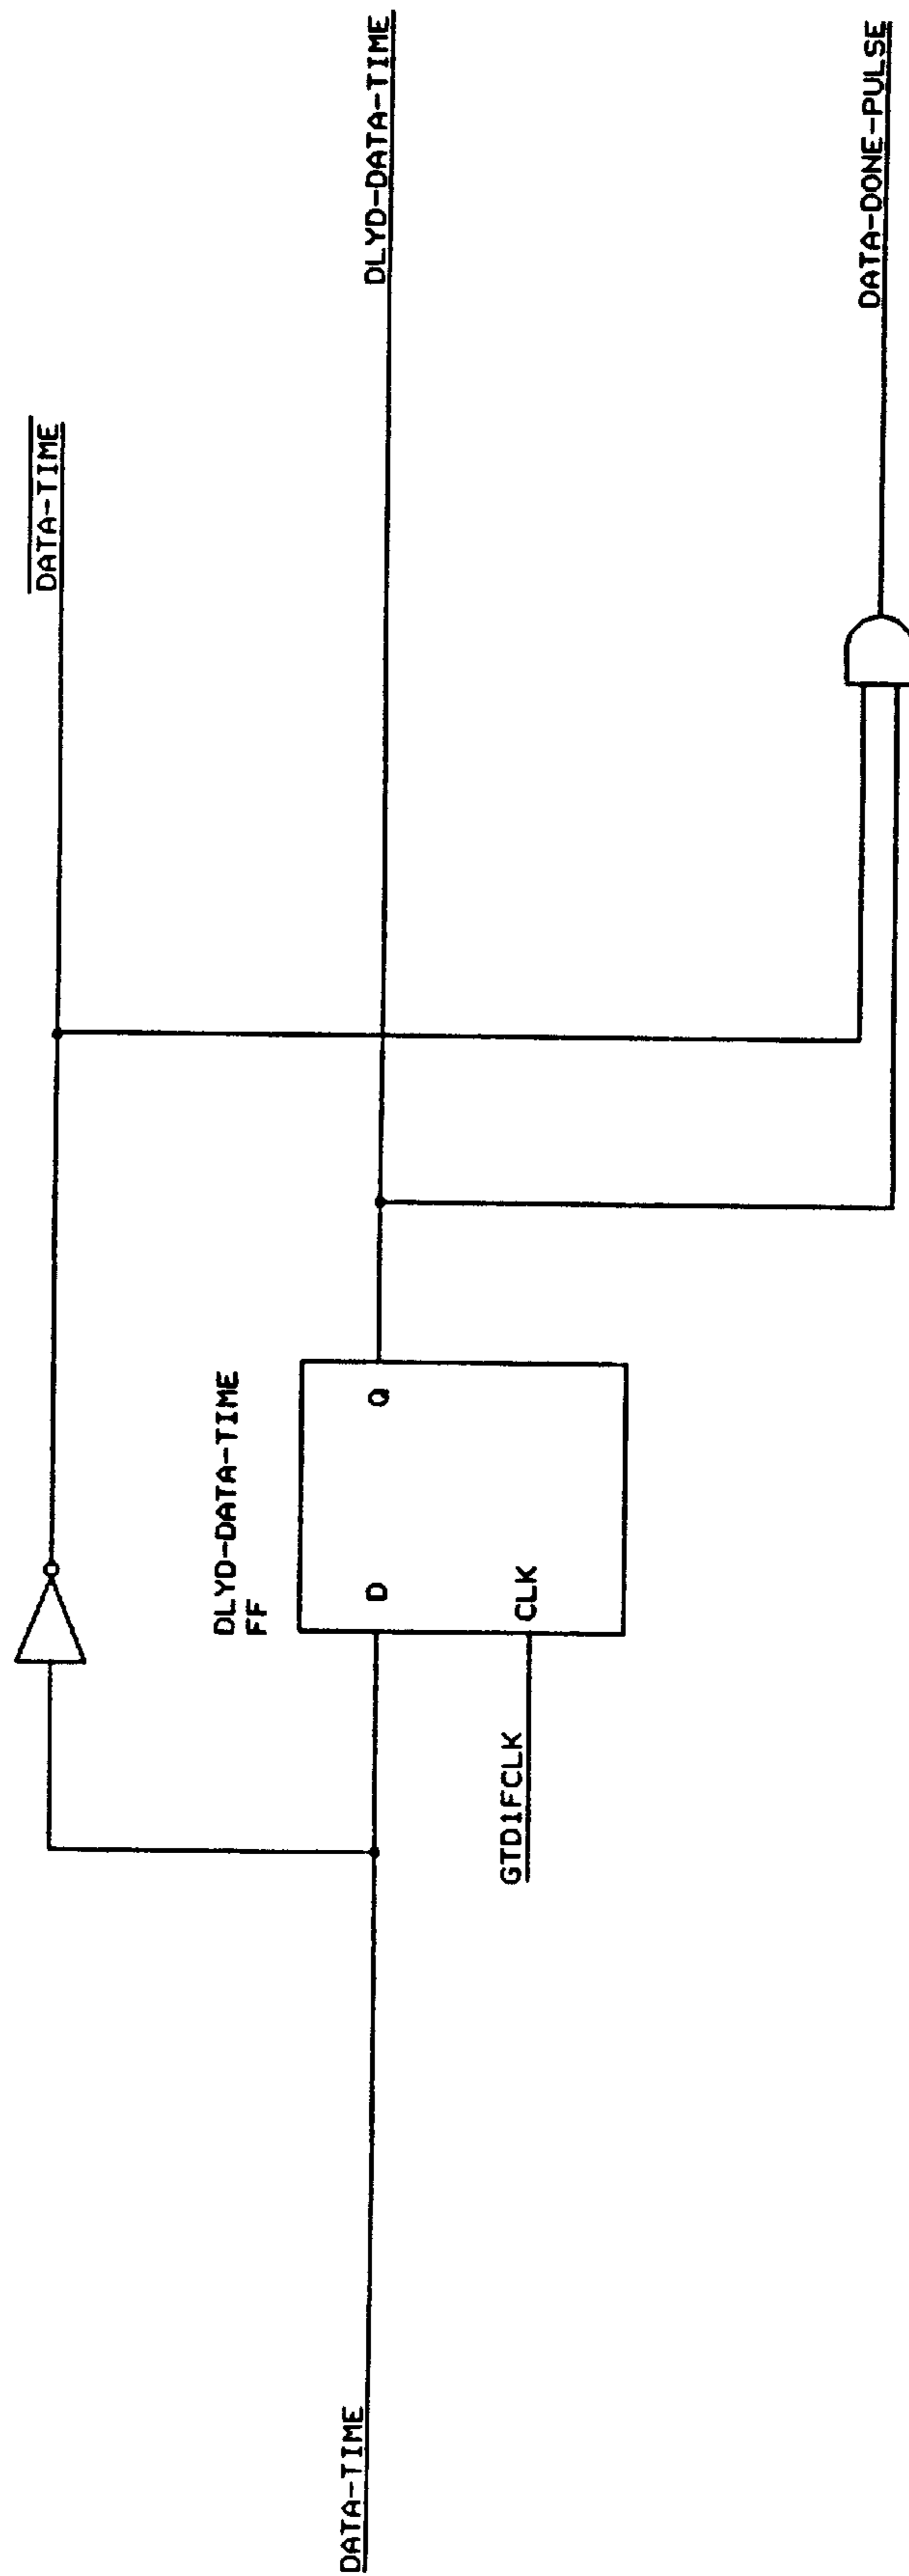 DATA-TIME
DLYD-DATA-TIME
FF
D
Q
CLK
GTD1FCLK
DATA-TIME
DLYD-DATA-TIME
DATA-DONE-PULSE